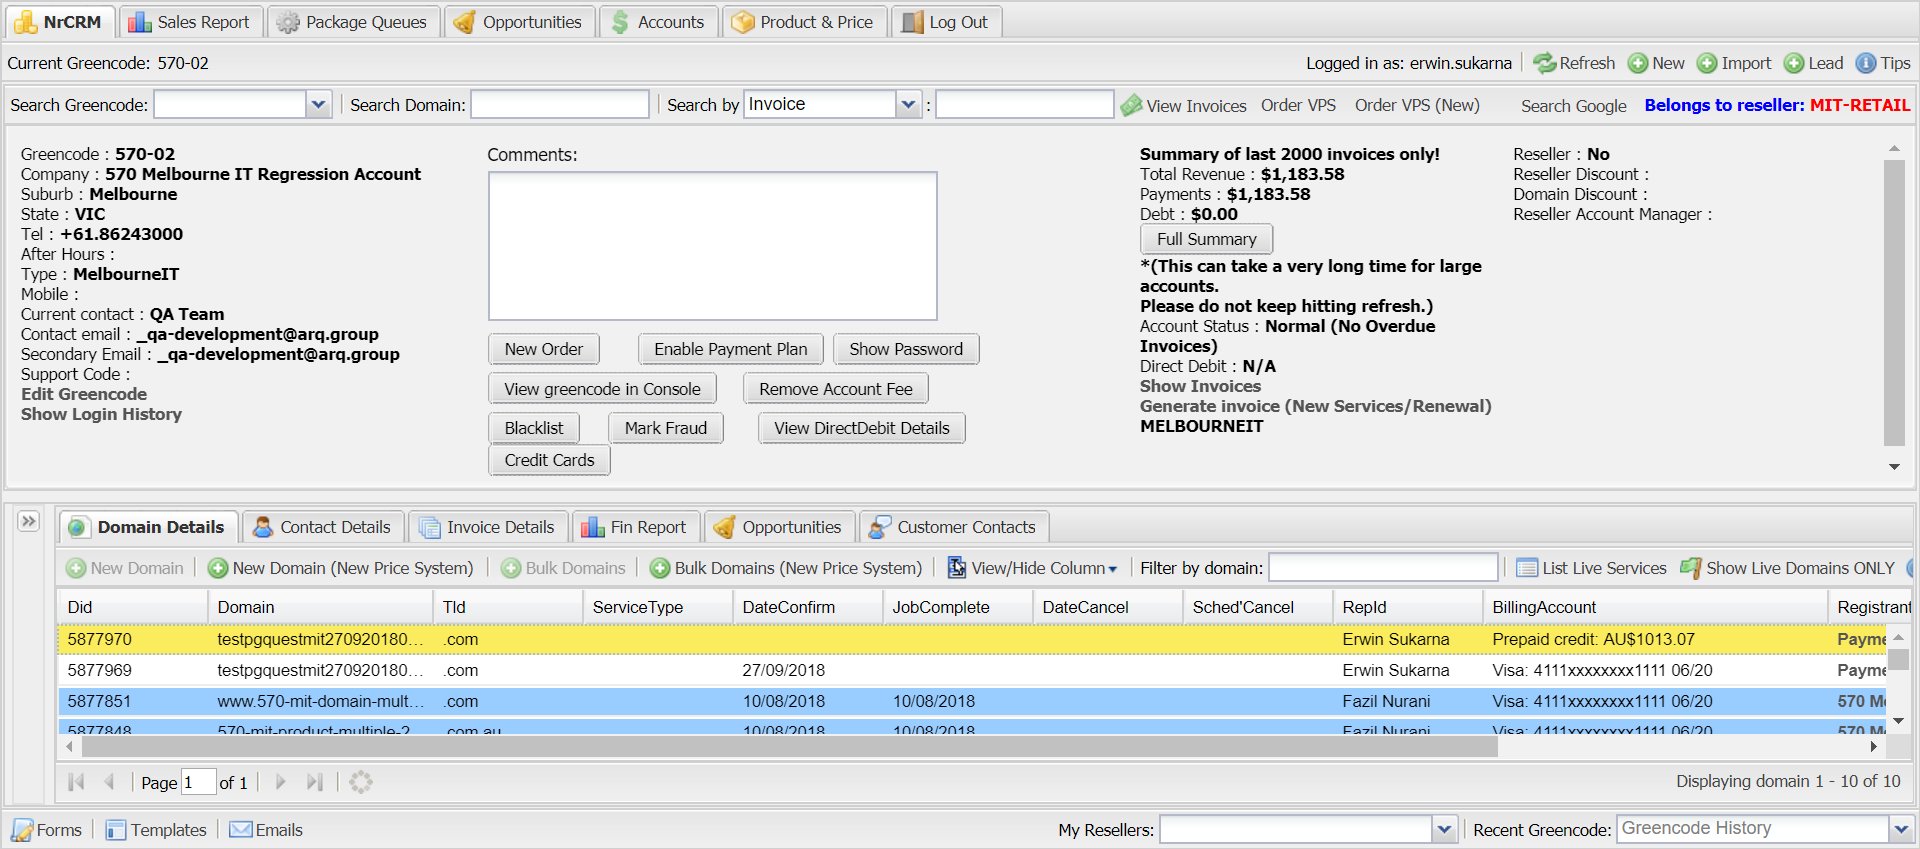 NrCRM Sales Report Package Queues Opportunities Accounts Product & Price Log Out
Current Greencode: 570-02 Logged in as: erwin.sukarna Refresh New Import Lead Tips
Search Greencode: Search Domain: Search by Invoice : View Invoices Order VPS Order VPS (New) Search Google Belongs to reseller: MIT-RETAIL
Greencode : 570-02
Company : 570 Melbourne IT Regression Account
Suburb : Melbourne
State : VIC
Tel : +61.86243000
After Hours :
Type : MelbourneIT
Mobile :
Current contact : QA Team
Contact email : _qa-development@arq.group
Secondary Email : _qa-development@arq.group
Support Code :
Edit Greencode
Show Login History
Comments:
New Order Enable Payment Plan Show Password
View greencode in Console Remove Account Fee
Blacklist Mark Fraud View DirectDebit Details
Credit Cards
Summary of last 2000 invoices only!
Total Revenue : $1,183.58
Payments : $1,183.58
Debt : $0.00
Full Summary
*(This can take a very long time for large
accounts.
Please do not keep hitting refresh.)
Account Status : Normal (No Overdue
Invoices)
Direct Debit : N/A
Show Invoices
Generate invoice (New Services/Renewal)
MELBOURNEIT
Reseller : No
Reseller Discount :
Domain Discount :
Reseller Account Manager :
Domain Details Contact Details Invoice Details Fin Report Opportunities Customer Contacts
New Domain New Domain (New Price System) Bulk Domains Bulk Domains (New Price System) View/Hide Column Filter by domain: List Live Services Show Live Domains ONLY
Did Domain Tld ServiceType DateConfirm JobComplete DateCancel Sched'Cancel RepId BillingAccount Registrant
5877970 testpgquestmit270920180... .com Erwin Sukarna Prepaid credit: AU$1013.07 Payme
5877969 testpgquestmit270920180... .com 27/09/2018 Erwin Sukarna Visa: 4111xxxxxxxx1111 06/20 Payme
5877851 www.570-mit-domain-mult... .com 10/08/2018 10/08/2018 Fazil Nurani Visa: 4111xxxxxxxx1111 06/20 570 Me
5877848 570-mit-product-multiple-2 .com.au 10/08/2018 10/08/2018 Fazil Nurani Visa: 4111xxxxxxxx1111 06/20 570 M
Page 1 of 1 Displaying domain 1 - 10 of 10
Forms Templates Emails My Resellers: Recent Greencode: Greencode History